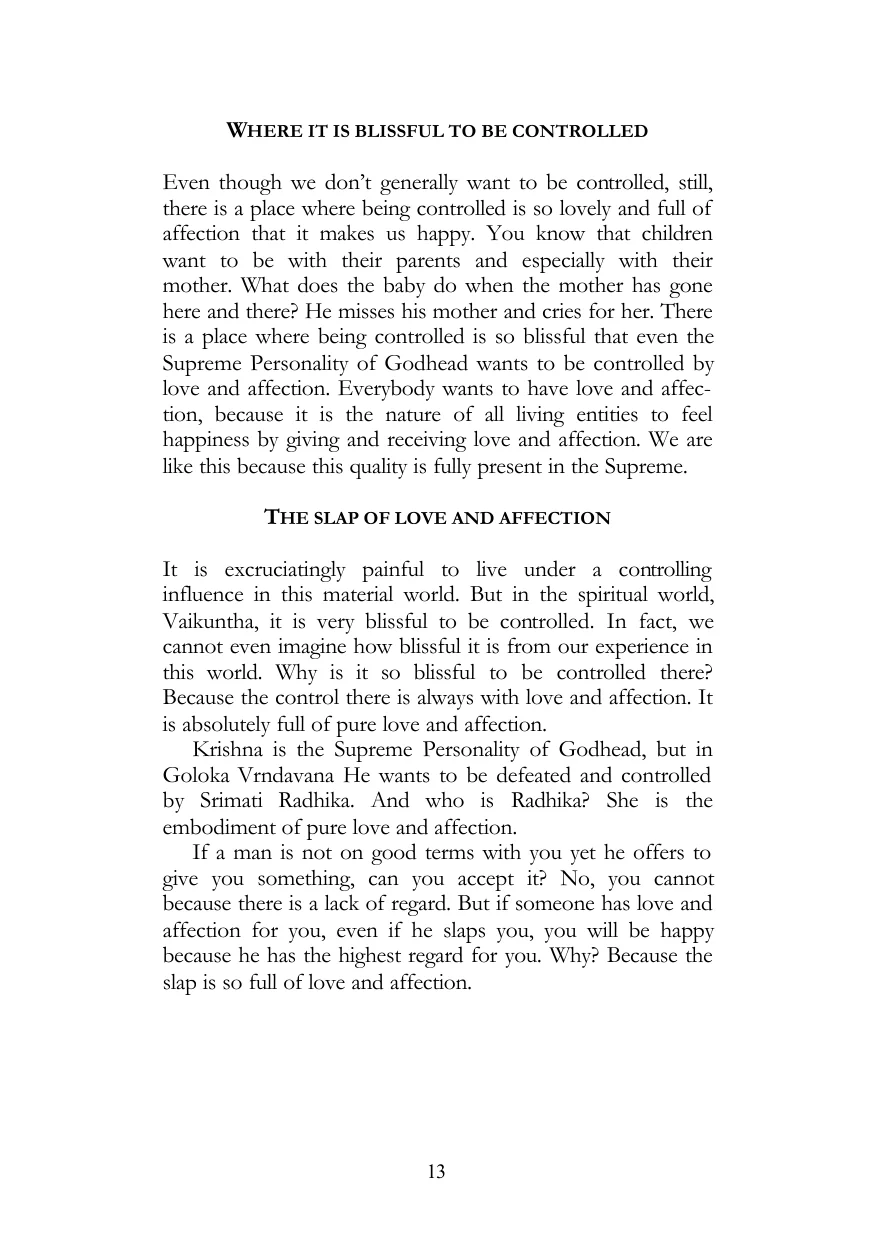 WHERE IT IS BLISSFUL TO BE CONTROLLED
Even though we don’t generally want to be controlled, still,
there is a place where being controlled is so lovely and full of
affection that it makes us happy. You know that children
want to be with their parents and especially with their
mother. What does the baby do when the mother has gone
here and there? He misses his mother and cries for her. There
is a place where being controlled is so blissful that even the
Supreme Personality of Godhead wants to be controlled by
love and affection. Everybody wants to have love and affec-
tion, because it is the nature of all living entities to feel
happiness by giving and receiving love and affection. We are
like this because this quality is fully present in the Supreme.
THE SLAP OF LOVE AND AFFECTION
It is excruciatingly painful to live under a controlling
influence in this material world. But in the spiritual world,
Vaikuntha, it is very blissful to be controlled. In fact, we
cannot even imagine how blissful it is from our experience in
this world. Why is it so blissful to be controlled there?
Because the control there is always with love and affection. It
is absolutely full of pure love and affection.
Krishna is the Supreme Personality of Godhead, but in
Goloka Vrndavana He wants to be defeated and controlled
by Srimati Radhika. And who is Radhika? She is the
embodiment of pure love and affection.
If a man is not on good terms with you yet he offers to
give you something, can you accept it? No, you cannot
because there is a lack of regard. But if someone has love and
affection for you, even if he slaps you, you will be happy
because he has the highest regard for you. Why? Because the
slap is so full of love and affection.
13